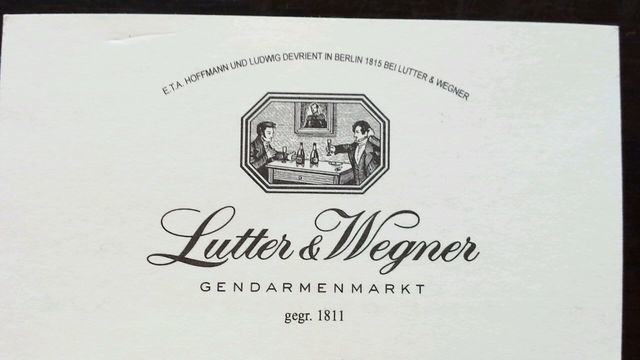 E.T.A. HOFFMANN UND LUDWIG DEVRIENT IN BERLIN 1815 BEI LUTTER & WEGNER
Lutter & Wegner
GENDARMENMARKT
gegr. 1811